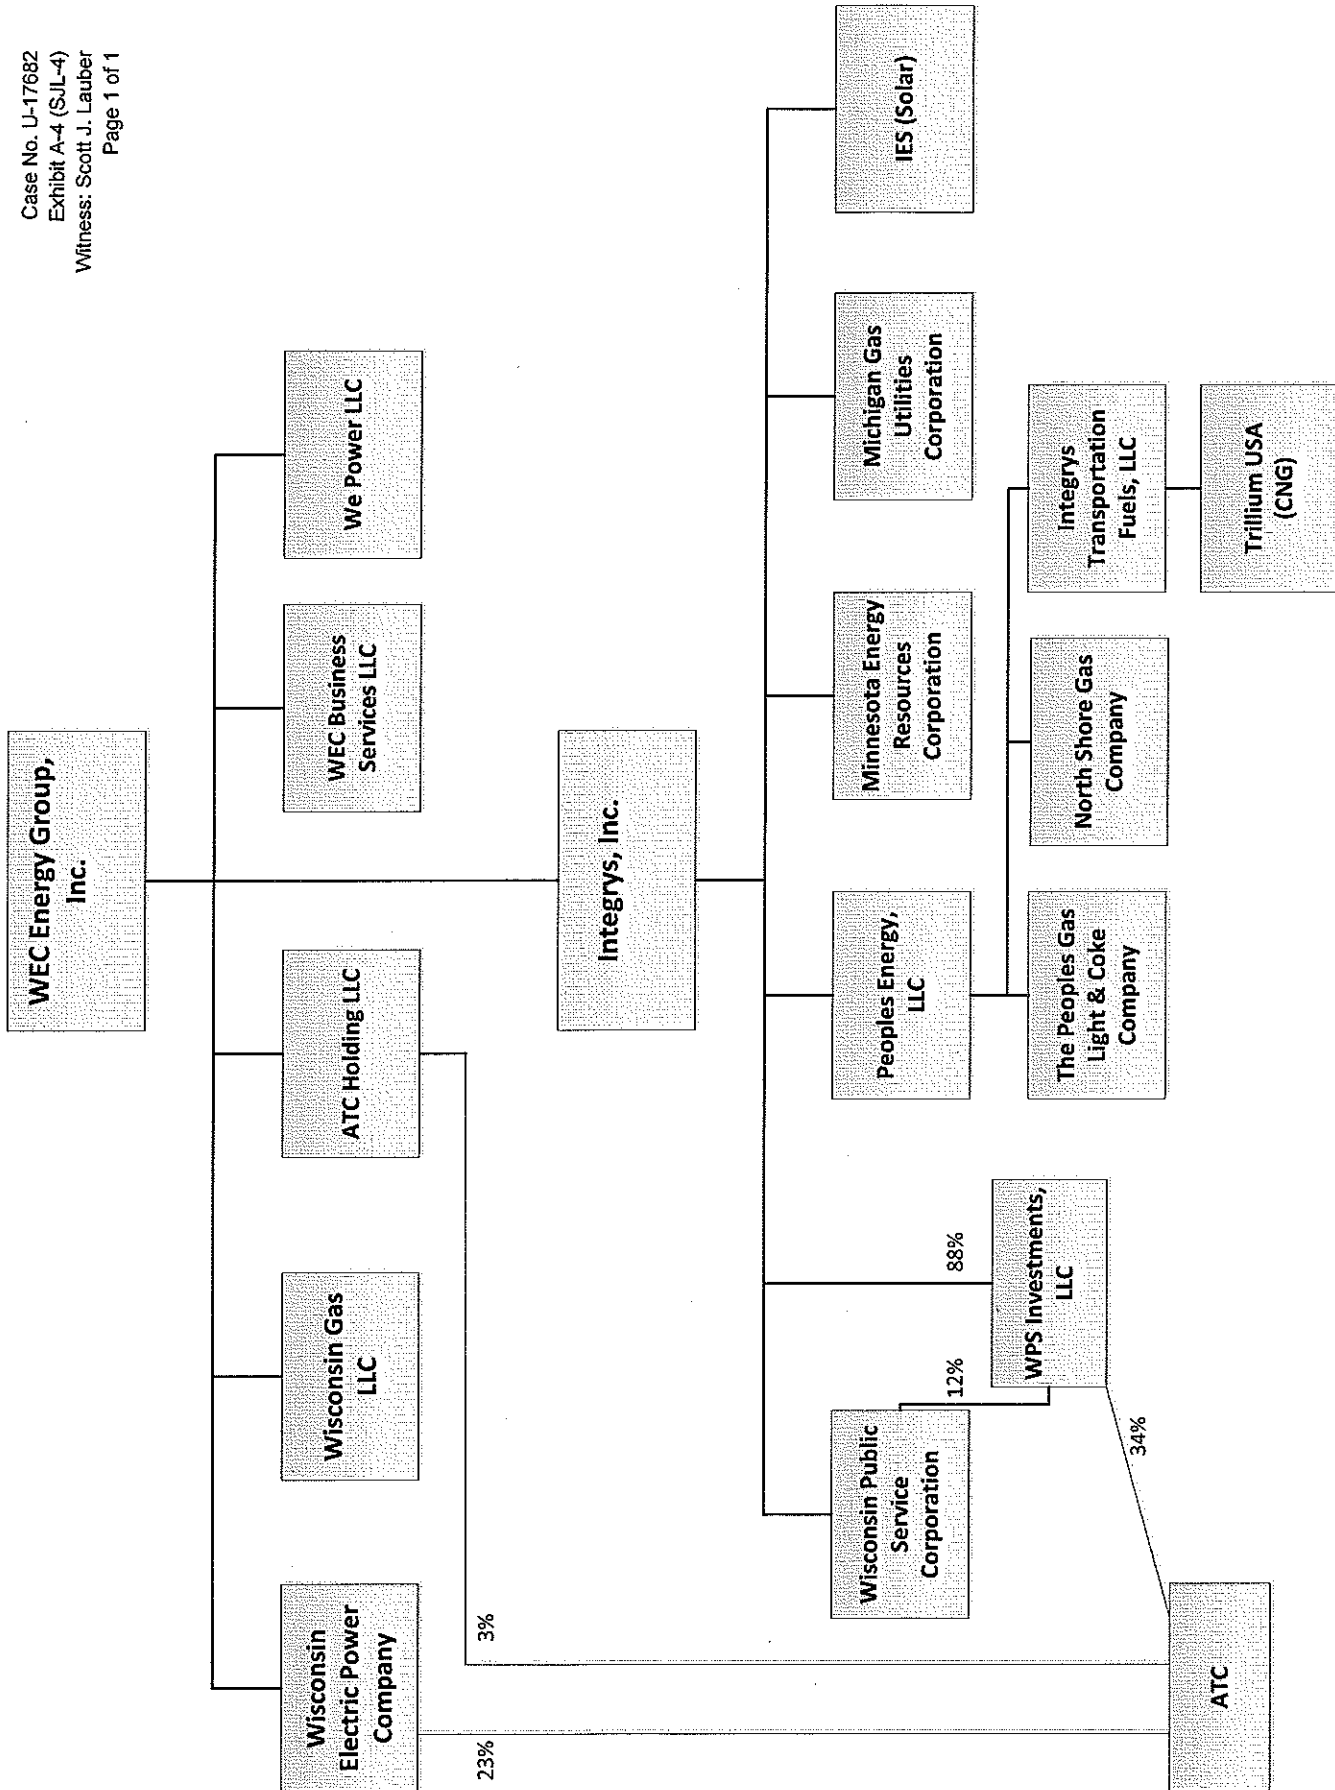 Case No. U-17682
Exhibit A-4 (SJL-4)
Witness: Scott J. Lauber
Page 1 of 1
WEC Energy Group,
Inc.
Wisconsin
Electric Power
Company
Wisconsin Gas
LLC
ATC Holding LLC
WEC Business
Services LLC
We Power LLC
23%
3%
Integrys, Inc.
Wisconsin Public
Service
Corporation
12%
88%
WPS Investments,
LLC
34%
Peoples Energy,
LLC
Minnesota Energy
Resources
Corporation
Michigan Gas
Utilities
Corporation
IES (Solar)
The Peoples Gas
Light & Coke
Company
North Shore Gas
Company
Integrys
Transportation
Fuels, LLC
ATC
Trillium USA
(CNG)